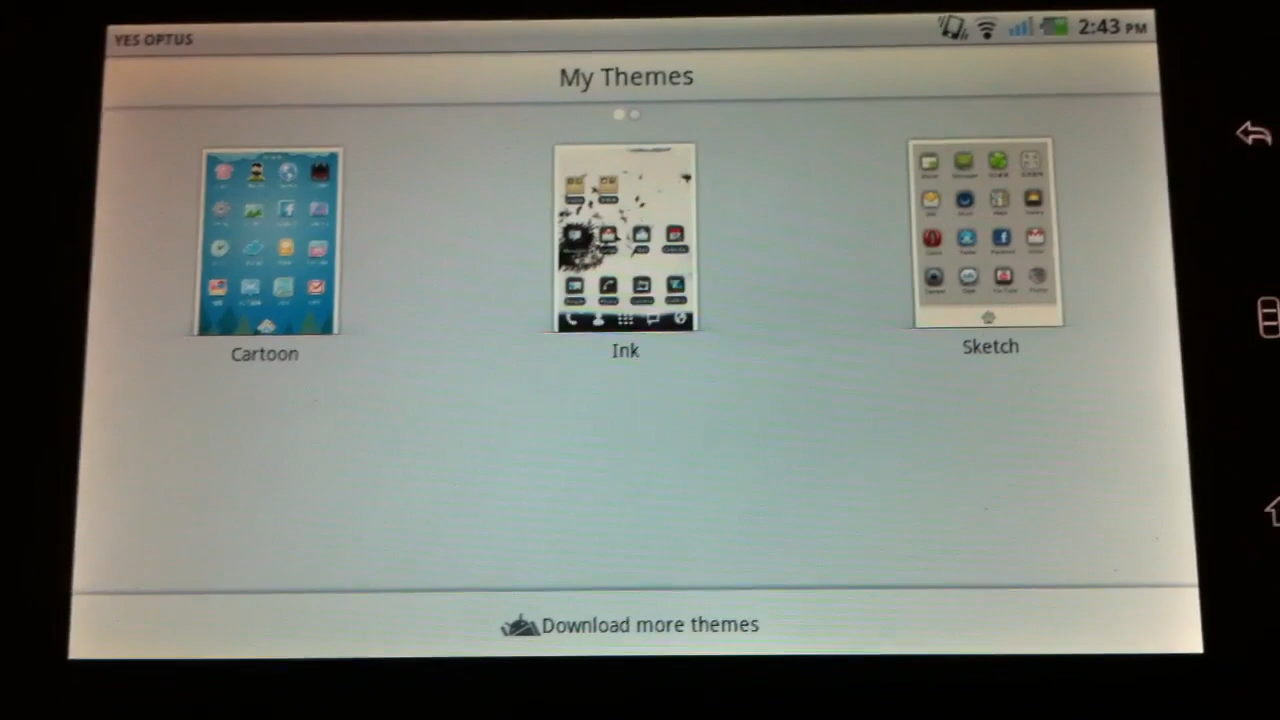 YES OPTUS
2:43 PM
My Themes
Cartoon
Ink
Sketch
Download more themes